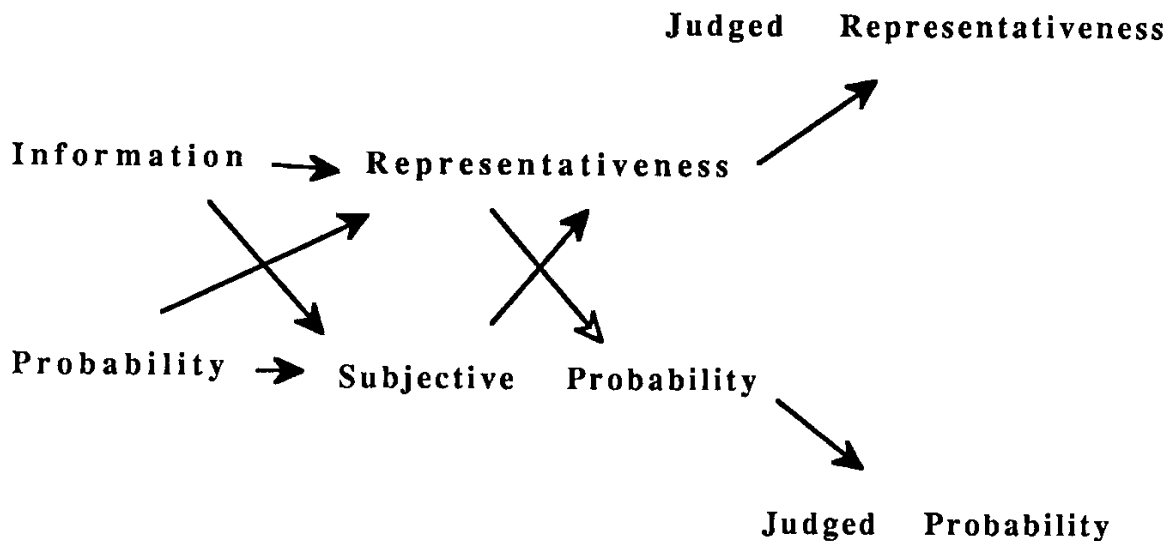 Judged Representativeness
Information
Representativeness
Probability
Subjective Probability
Judged Probability